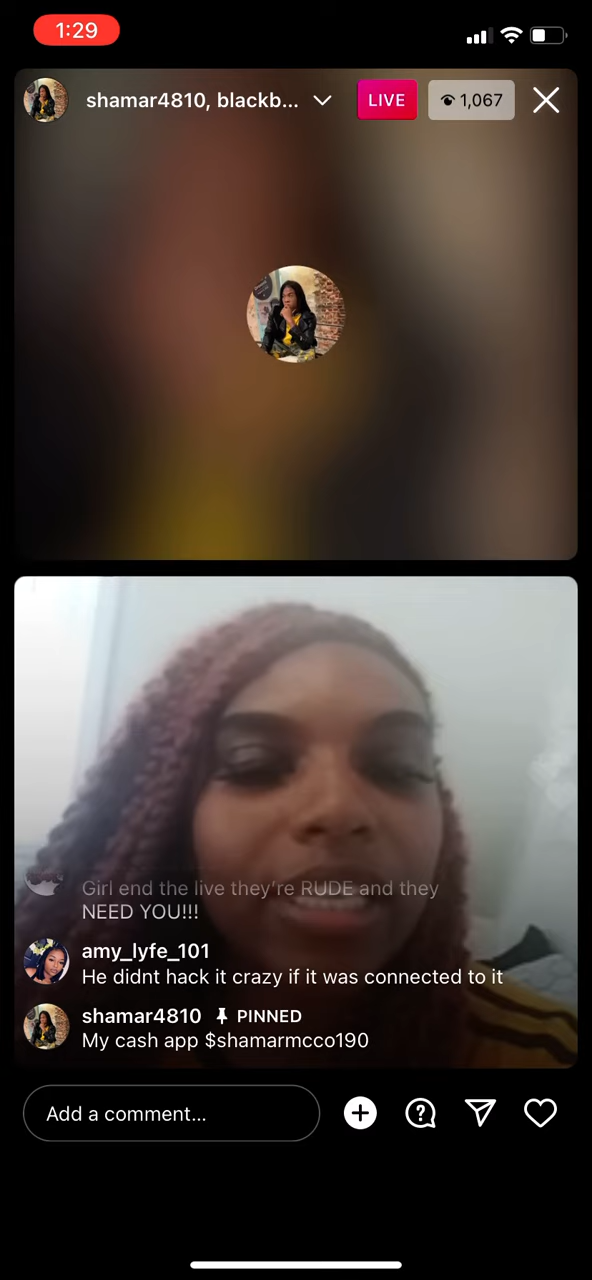 1:29
shamar4810, blackb...
LIVE
1,067
Girl end the live they're RUDE and they
NEED YOU!!!
amy_lyfe_101
He didnt hack it crazy if it was connected to it
shamar4810 PINNED
My cash app $shamarmcco190
Add a comment...